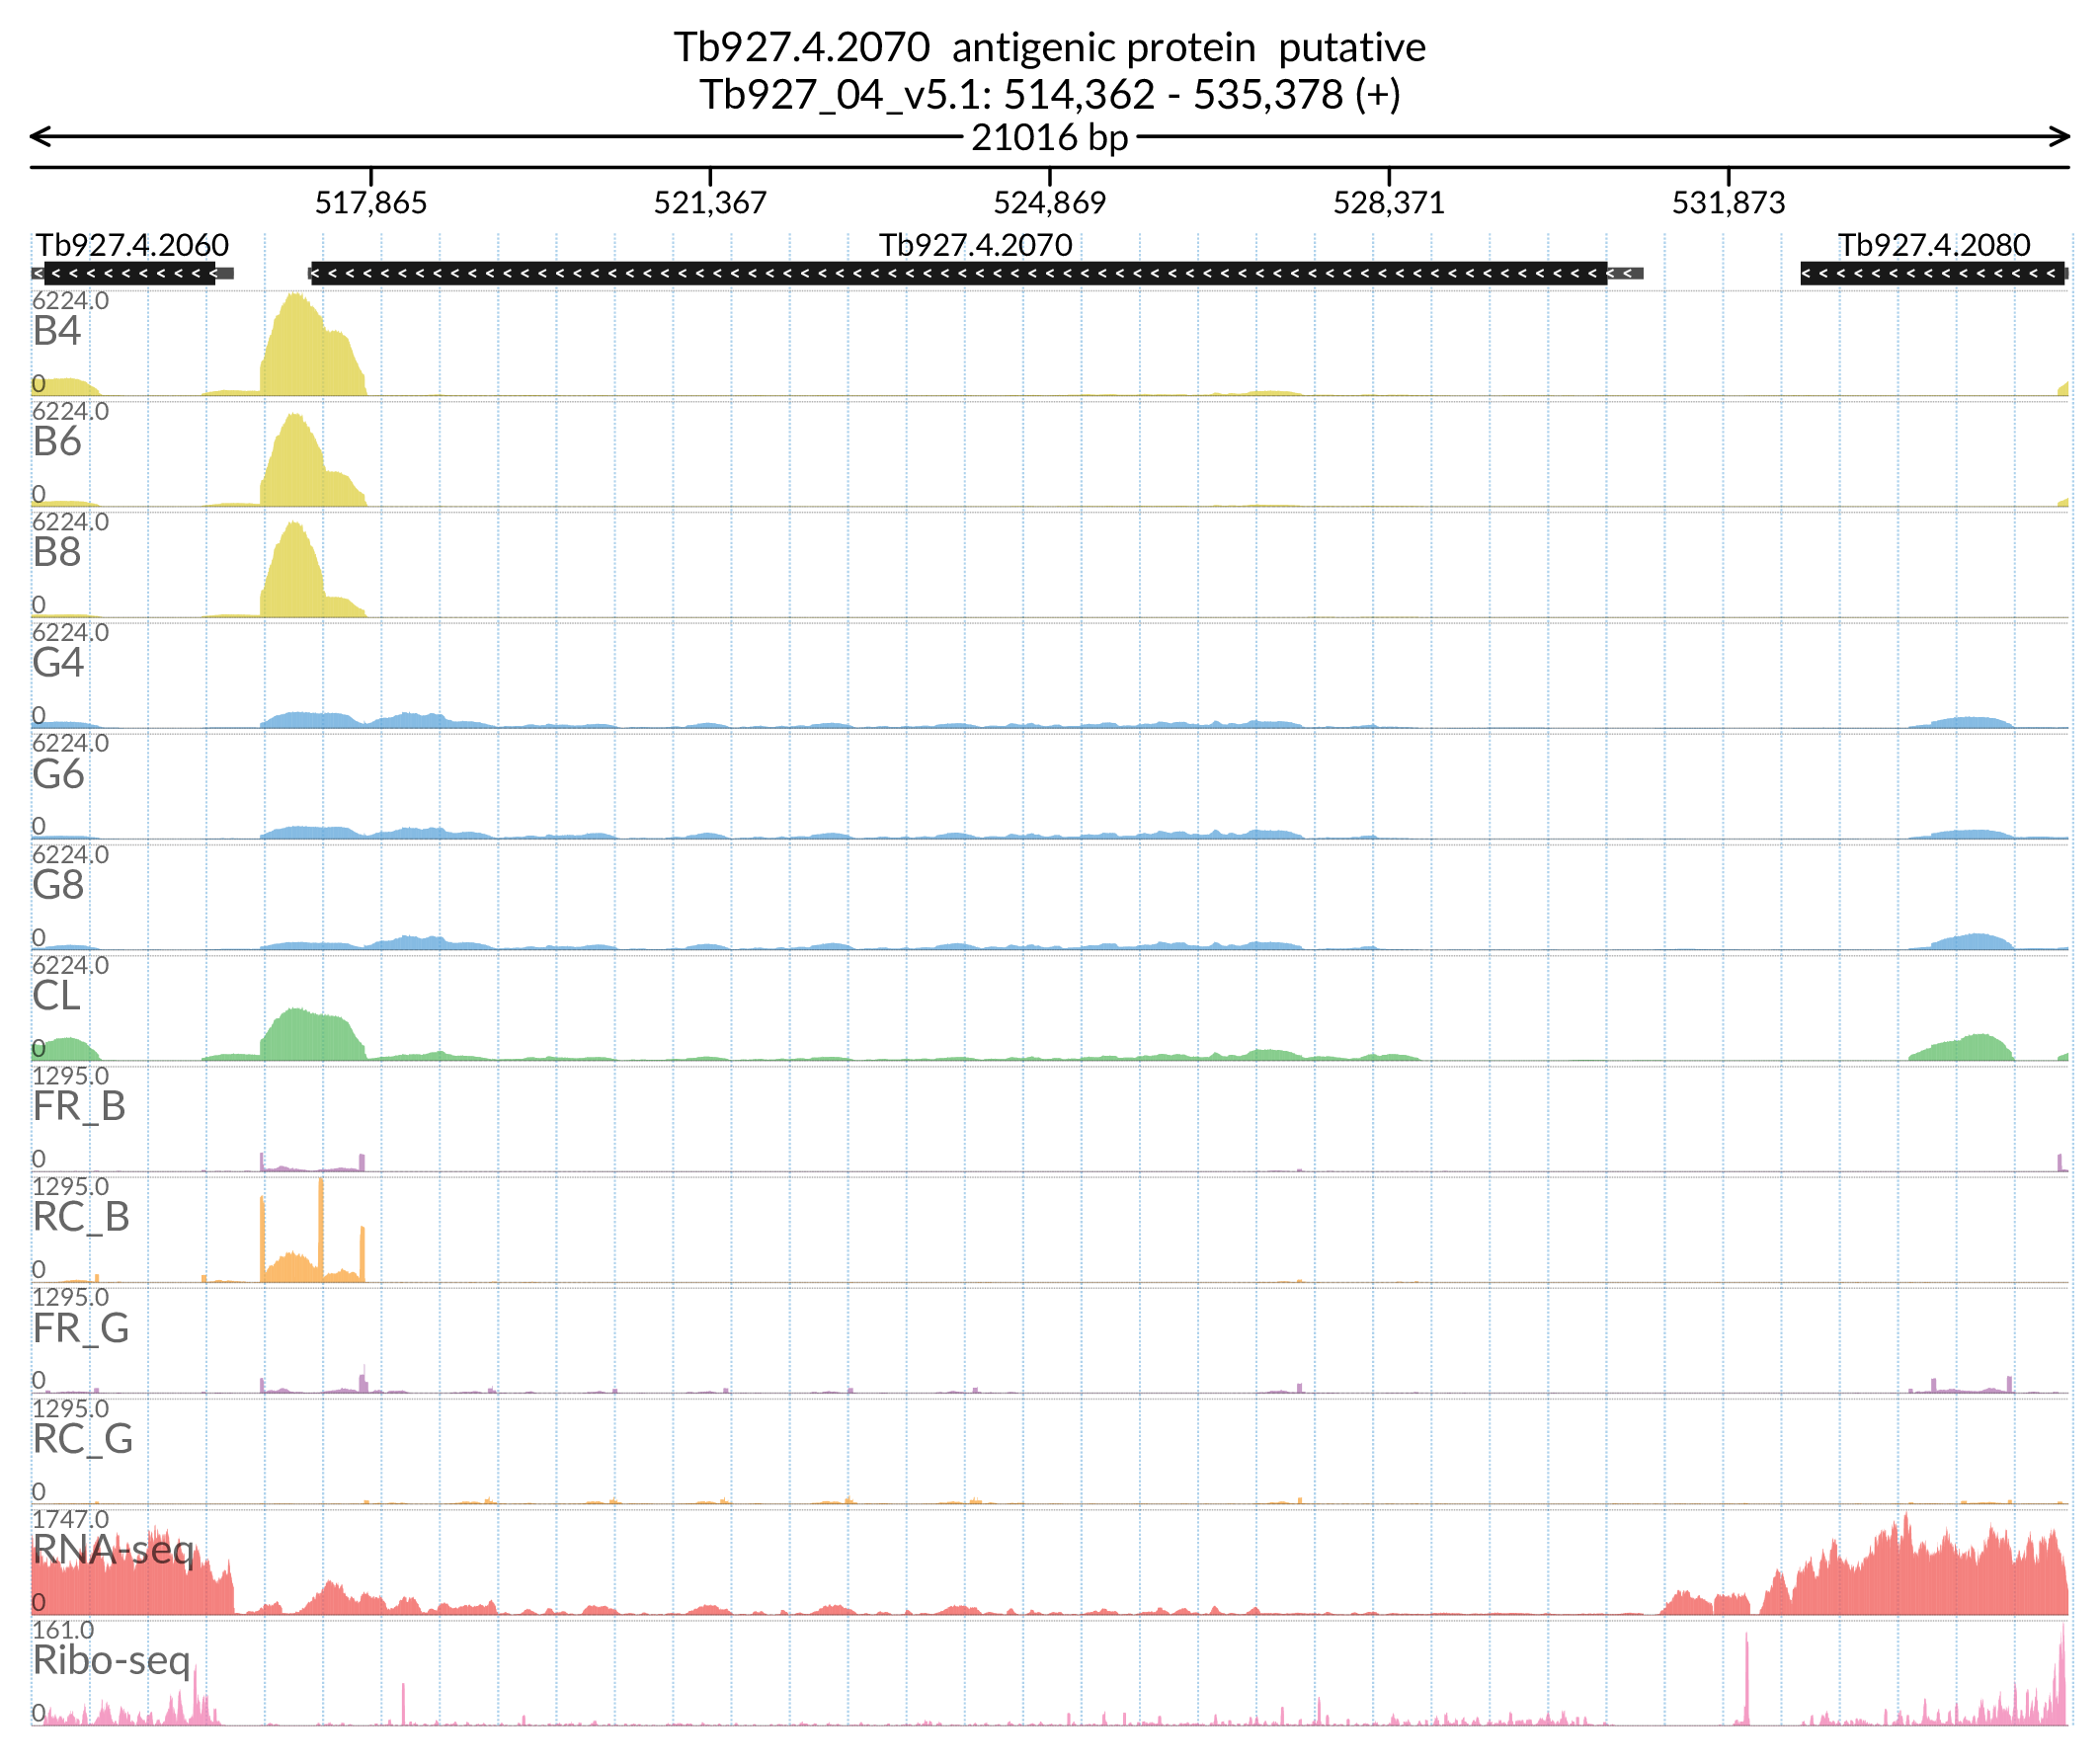 Tb927.4.2070  antigenic protein  putative
Tb927_04_v5.1: 514,362 - 535,378 (+)
21016 bp
517,865 521,367 524,869 528,371 531,873
Tb927.4.2060 Tb927.4.2070 Tb927.4.2080
6224.0
B4
0
6224.0
B6
0
6224.0
B8
0
6224.0
G4
0
6224.0
G6
0
6224.0
G8
0
6224.0
CL
0
1295.0
FR_B
0
1295.0
RC_B
0
1295.0
FR_G
0
1295.0
RC_G
0
1747.0
RNA-seq
0
161.0
Ribo-seq
0